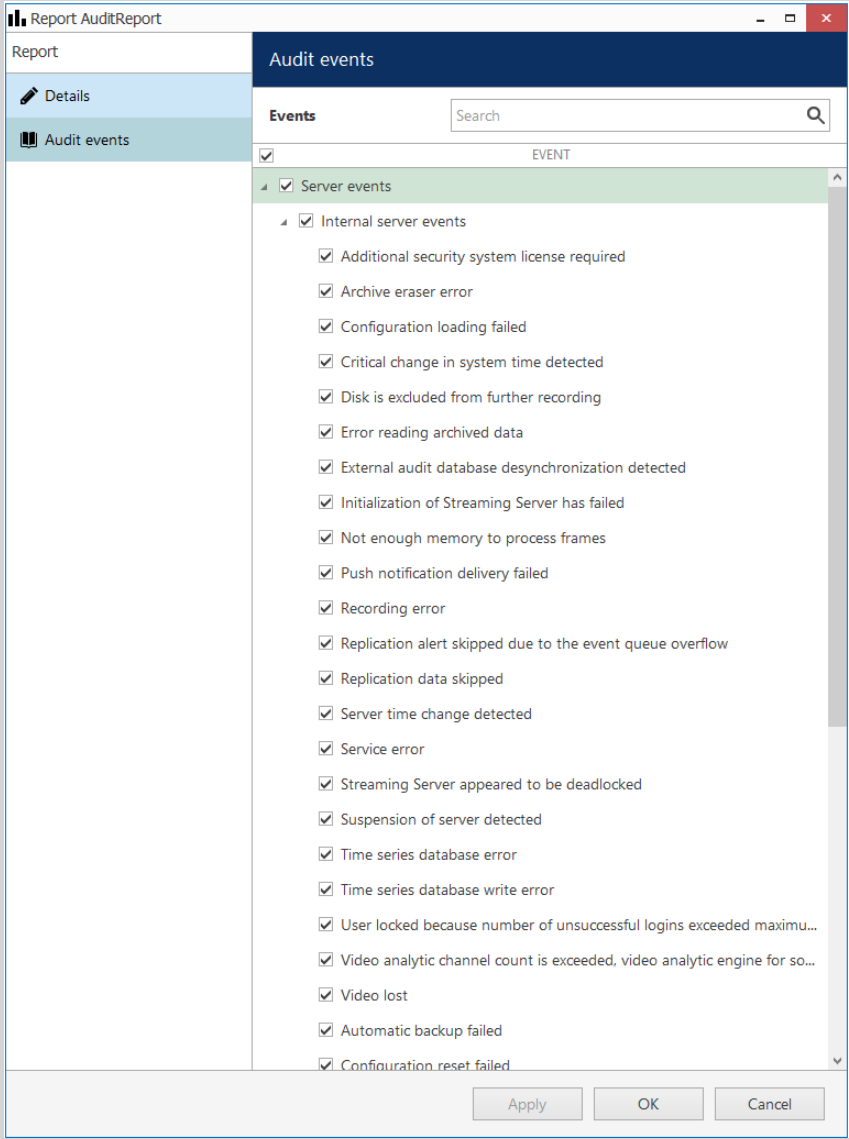 Report AuditReport
Report
Details
Audit events
Audit events
Events
Search
EVENT
Server events
Internal server events
Additional security system license required
Archive eraser error
Configuration loading failed
Critical change in system time detected
Disk is excluded from further recording
Error reading archived data
External audit database desynchronization detected
Initialization of Streaming Server has failed
Not enough memory to process frames
Push notification delivery failed
Recording error
Replication alert skipped due to the event queue overflow
Replication data skipped
Server time change detected
Service error
Streaming Server appeared to be deadlocked
Suspension of server detected
Time series database error
Time series database write error
User locked because number of unsuccessful logins exceeded maximu...
Video analytic channel count is exceeded, video analytic engine for so...
Video lost
Automatic backup failed
Configuration reset failed
Apply
OK
Cancel